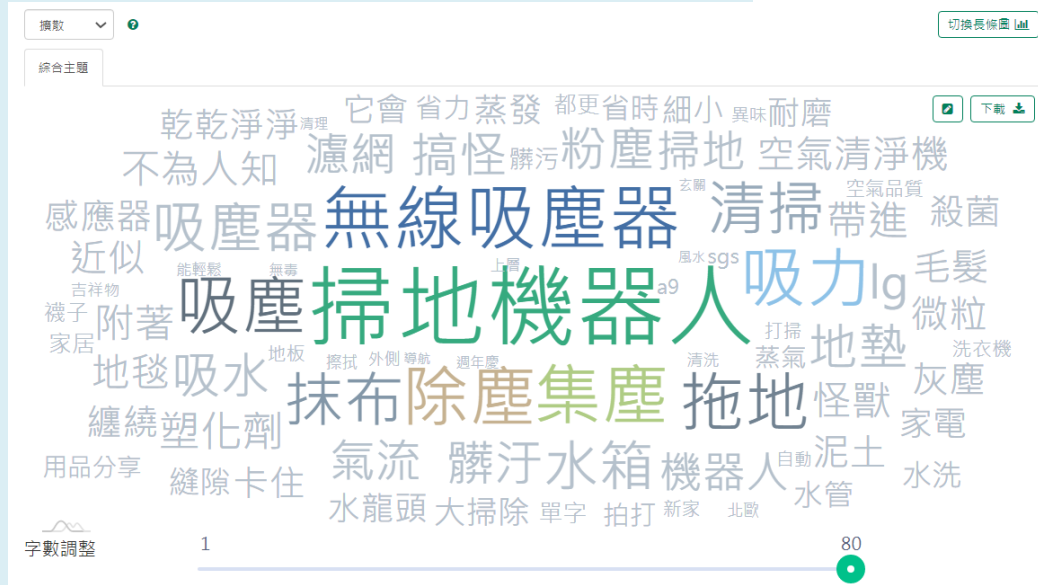 擴散
切換長條圖
綜合主題
下載
它會 省力 蒸發 都更 省時 細小 異味 耐磨
乾乾淨淨 清理 濾網 搞怪 髒污 粉塵 掃地 空氣清淨機
不為人知 玄關 空氣品質
感應器 吸塵器 無線吸塵器 清掃 帶進 殺菌
近似 能輕鬆 無毒 上層 風水 sgs 吸力 lg 毛髮
吉祥物 吸塵 掃地機器人 a9 微粒
襪子 附著 打掃
家居 地板 地墊 洗衣機
地毯 吸水 擦拭 外側 導航 週年慶 清洗 蒸氣 灰塵
抹布 除塵 集塵 拖地 怪獸
纏繞 塑化劑 家電
用品分享 氣流 髒汙 水箱 機器人 自動 泥土
縫隙 卡住 水管 水洗
水龍頭 大掃除 單字 拍打 新家 北歐
字數調整
1
80